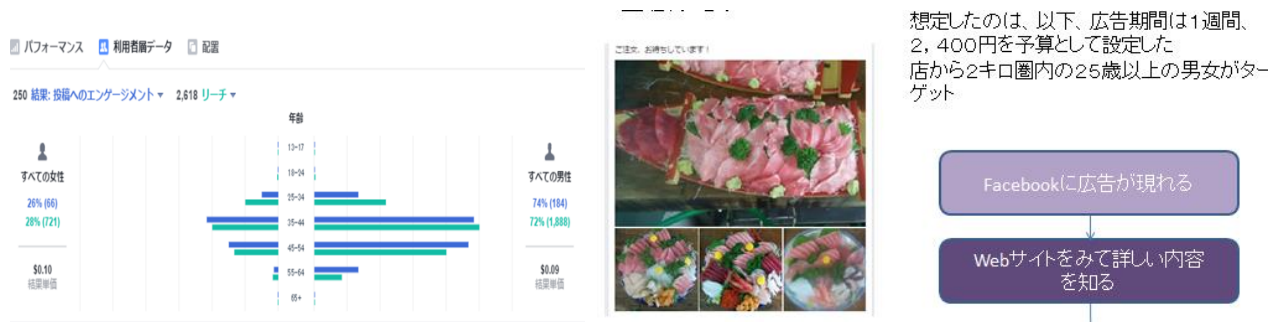 パフォーマンス 利用者層データ 配置
250 結果: 投稿へのエンゲージメント 2,618 リーチ
年齢
13-17
18-24
すべての女性
すべての男性
25-34
26% (66)
74% (184)
28% (721)
72% (1,888)
35-44
45-54
$0.10
結果単価
55-64
$0.09
結果単価
65+
ご注文、お待ちしています！
想定したのは、以下、広告期間は１週間、
２，４００円を予算として設定した
店から２キロ圏内の２５歳以上の男女がター
ゲット
Facebookに広告が現れる
Webサイトをみて詳しい内容
を知る